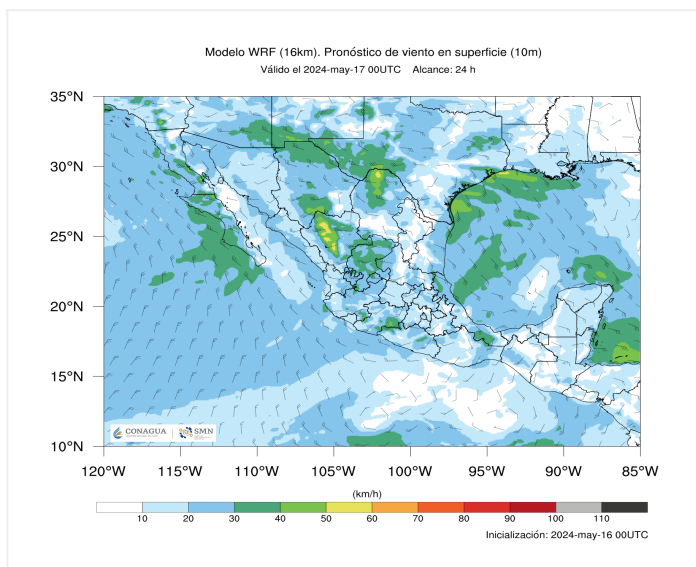 Modelo WRF (16km). Pronóstico de viento en superficie (10m)
Válido el 2024-may-17 00UTC Alcance: 24 h
35°N
30°N
25°N
20°N
15°N
10°N
CONAGUA SMN
120°W 115°W 110°W 105°W 100°W 95°W 90°W 85°W
(km/h)
10 20 30 40 50 60 70 80 90 100 110
Inicialización: 2024-may-16 00UTC